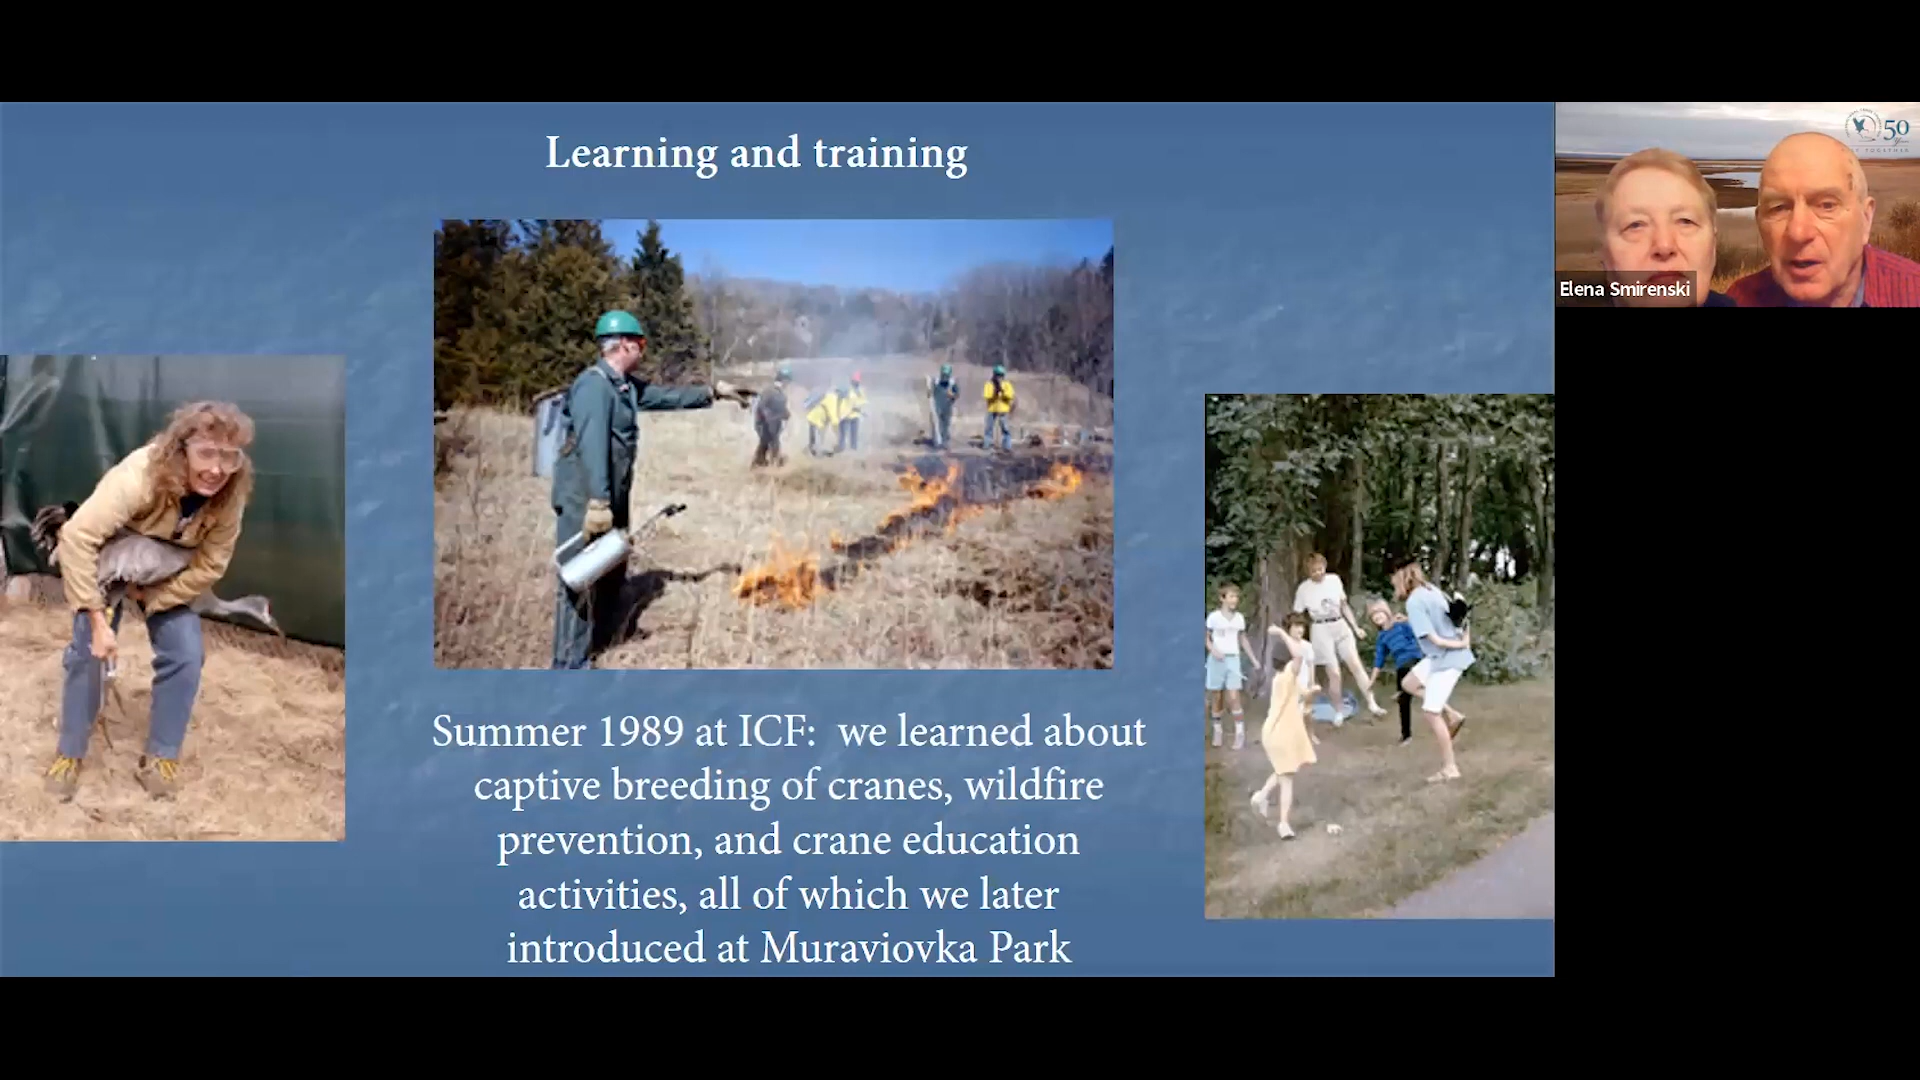 Learning and training
50
Elena Smirenski
Summer 1989 at ICF:  we learned about
captive breeding of cranes, wildfire
prevention, and crane education
activities, all of which we later
introduced at Muraviovka Park